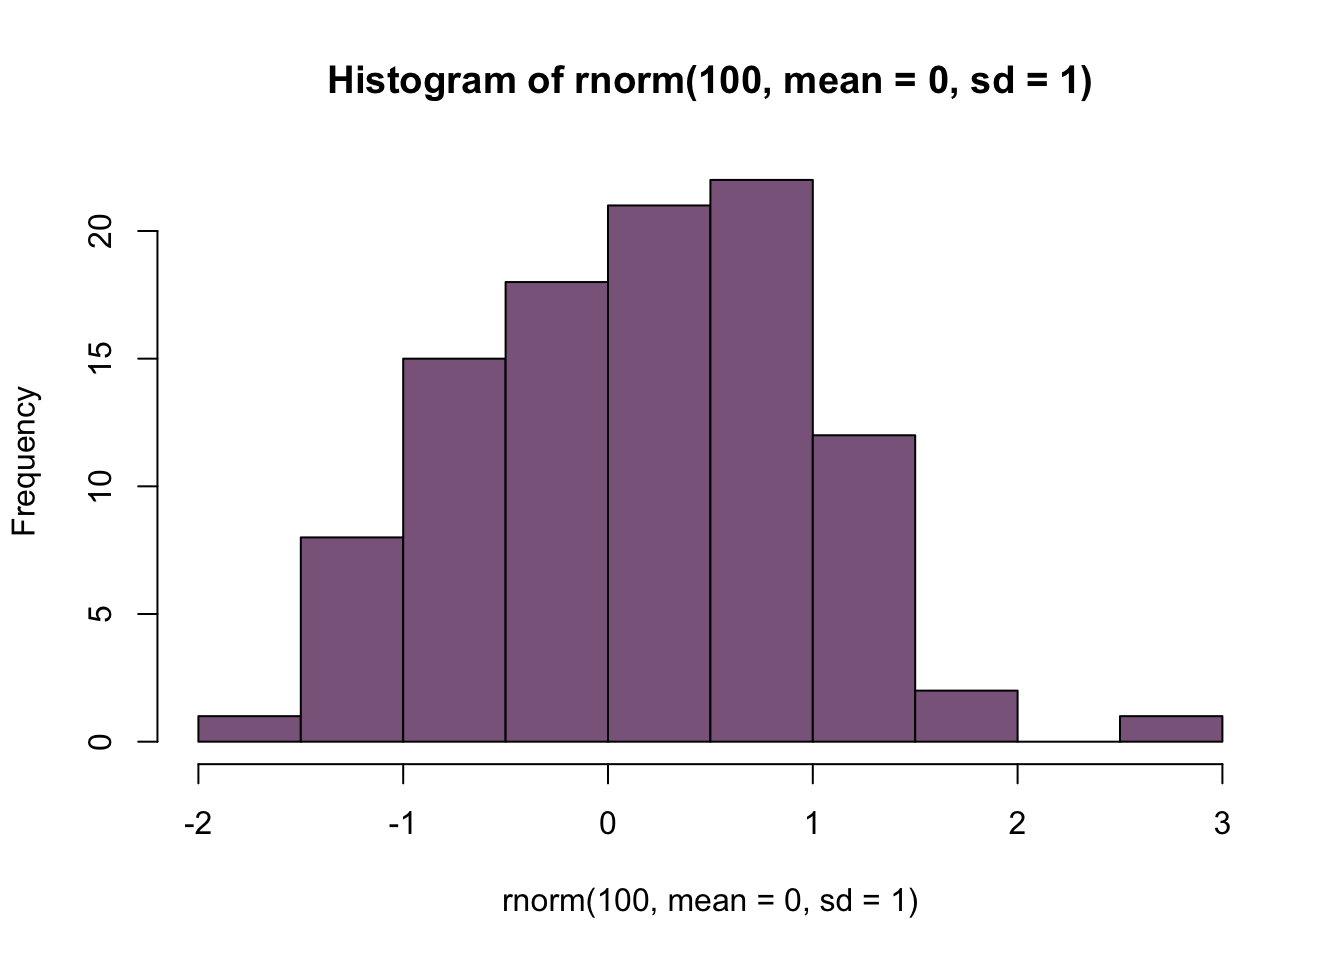 Histogram of rnorm(100, mean = 0, sd = 1)
Frequency
20
15
10
5
0
-2 -1 0 1 2 3
rnorm(100, mean = 0, sd = 1)